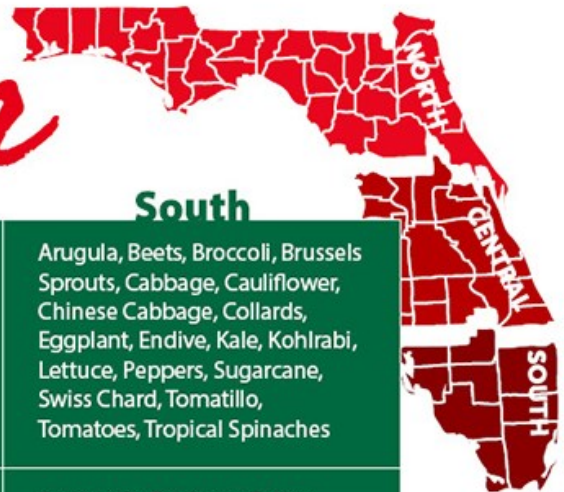 NORTH
South
CENTRAL
Arugula, Beets, Broccoli, Brussels
Sprouts, Cabbage, Cauliflower,
Chinese Cabbage, Collards,
Eggplant, Endive, Kale, Kohlrabi,
Lettuce, Peppers, Sugarcane,
Swiss Chard, Tomatillo,
Tomatoes, Tropical Spinaches
SOUTH